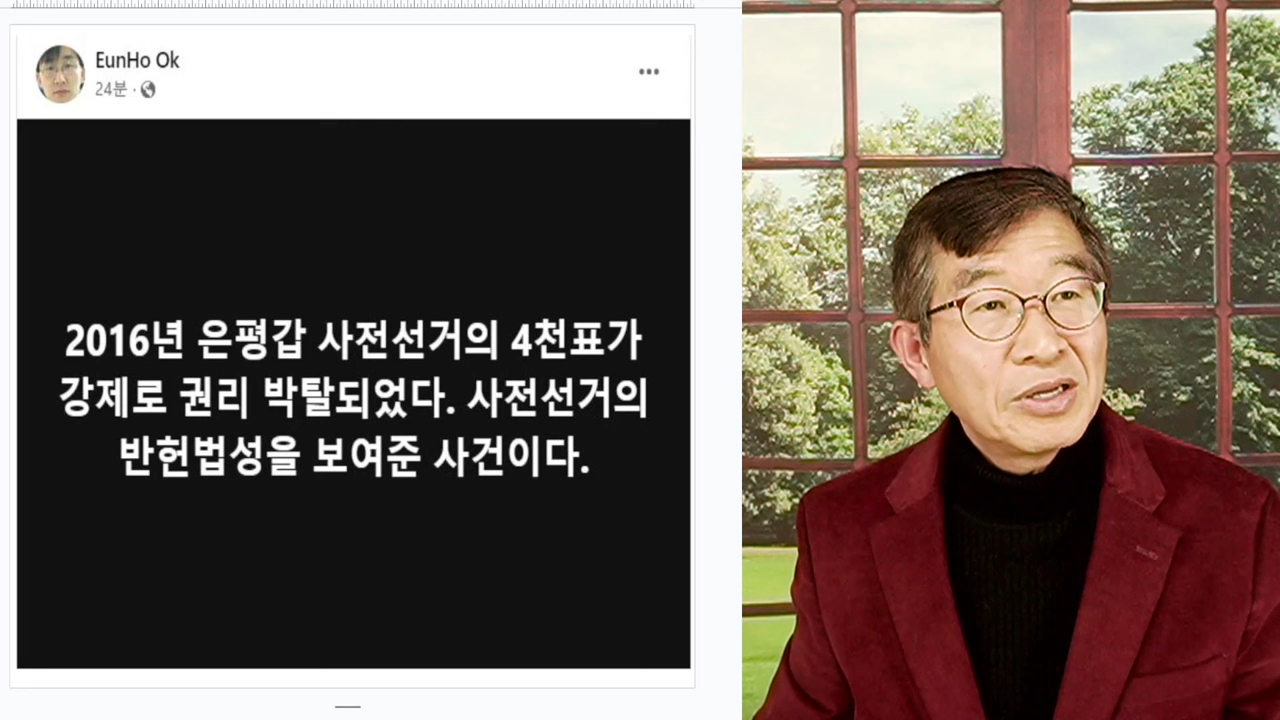 EunHo Ok
24분 ·
2016년 은평갑 사전선거의 4천표가
강제로 권리 박탈되었다. 사전선거의
반헌법성을 보여준 사건이다.